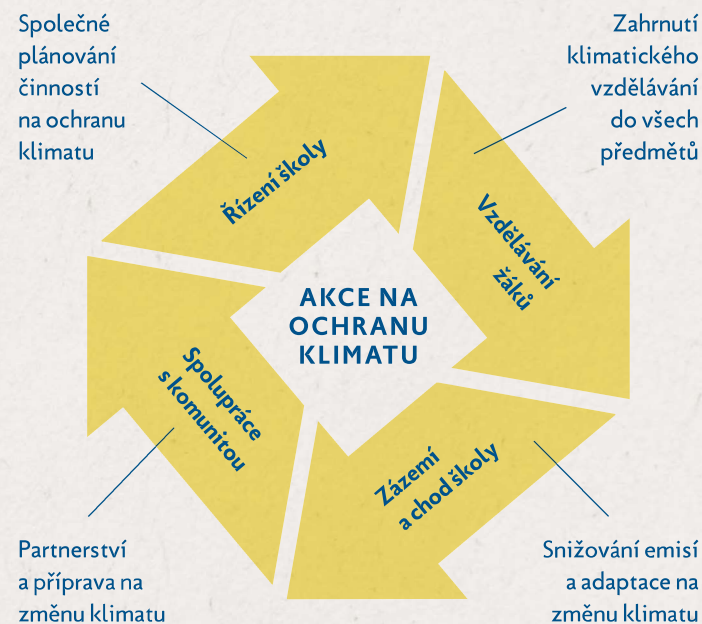 Společné
plánování
činností
na ochranu
klimatu
Zahrnutí
klimatického
vzdělávání
do všech
předmětů
Řízení školy
Vzdělávání
žáků
AKCE NA
OCHRANU
KLIMATU
Spolupráce
s komunitou
Zázemí
a chod školy
Partnerství
a příprava na
změnu klimatu
Snižování emisí
a adaptace na
změnu klimatu